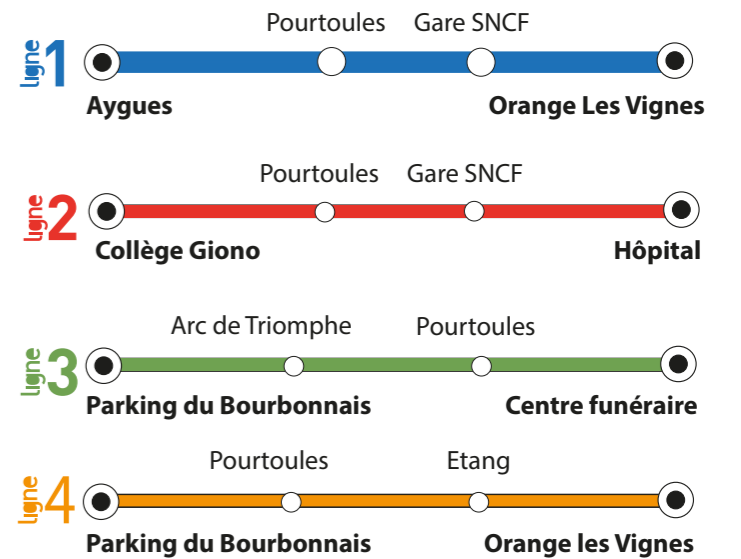 Pourtoules Gare SNCF
ligne 1
Aygues Orange Les Vignes
Pourtoules Gare SNCF
ligne 2
Collège Giono Hôpital
Arc de Triomphe Pourtoules
ligne 3
Parking du Bourbonnais Centre funéraire
Pourtoules Etang
ligne 4
Parking du Bourbonnais Orange les Vignes